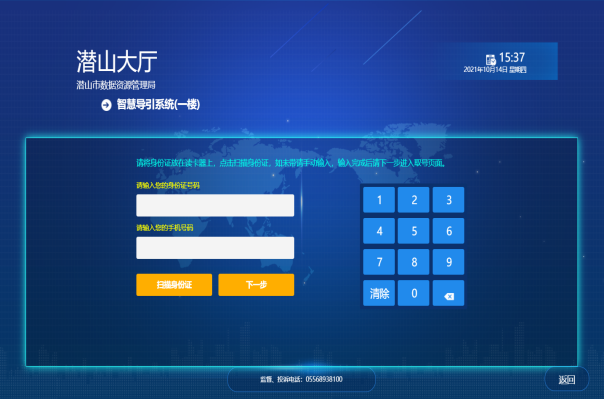 潜山大厅
潜山市数据资源管理局
智慧导引系统(一楼)
15:37
2021年10月14日 星期四
请将身份证放在读卡器上，点击扫描身份证，如未带请手动输入，输入完成后请下一步进入取号页面。
请输入您的身份证号码
请输入您的手机号码
扫描身份证 下一步
1 2 3
4 5 6
7 8 9
清除 0
监督、投诉电话：05568938100
返回